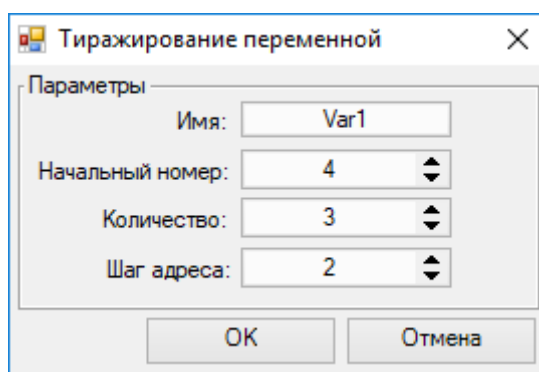 Тиражирование переменной
Параметры
Имя: Var1
Начальный номер: 4
Количество: 3
Шаг адреса: 2
OK Отмена